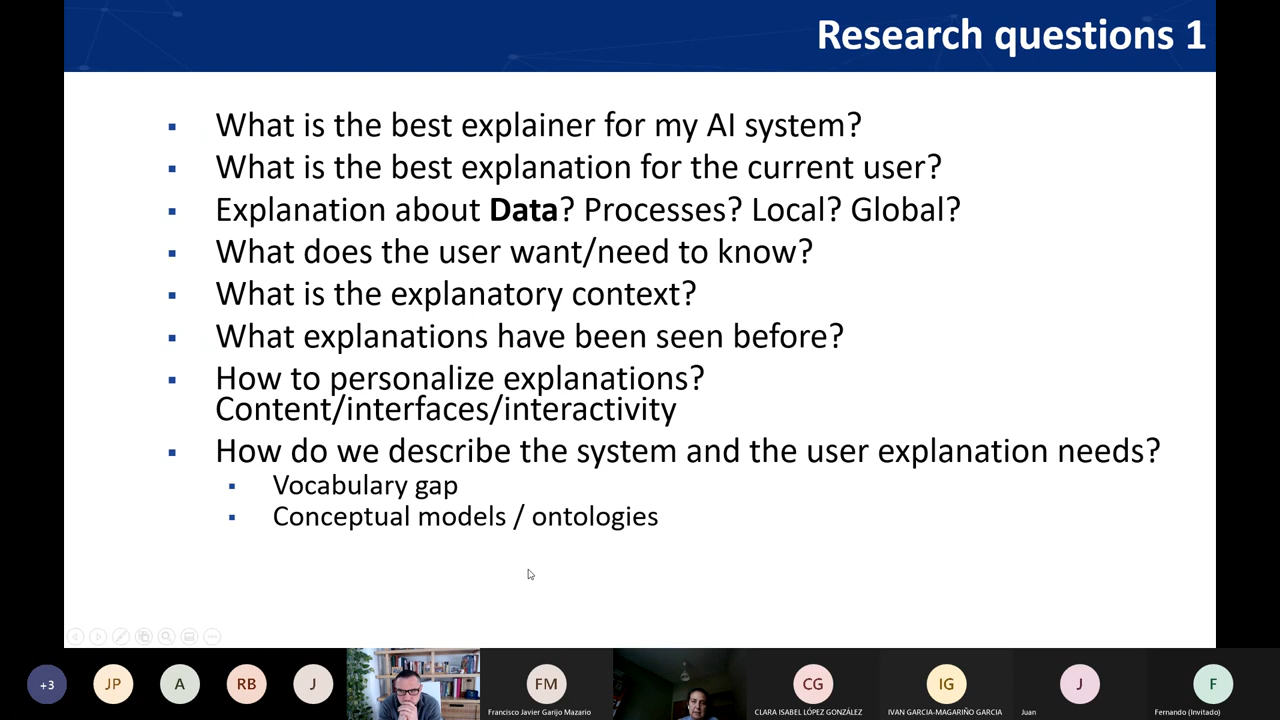 Research questions 1
What is the best explainer for my AI system?
What is the best explanation for the current user?
Explanation about Data? Processes? Local? Global?
What does the user want/need to know?
What is the explanatory context?
What explanations have been seen before?
How to personalize explanations?
Content/interfaces/interactivity
How do we describe the system and the user explanation needs?
Vocabulary gap
Conceptual models / ontologies
+3
JP
A
RB
J
FM
CG
IG
J
F
Francisco Javier Garijo Mazario
CLARA ISABEL LÓPEZ GONZÁLEZ
IVAN GARCIA-MAGARIÑO GARCIA
Juan
Fernando (Invitado)